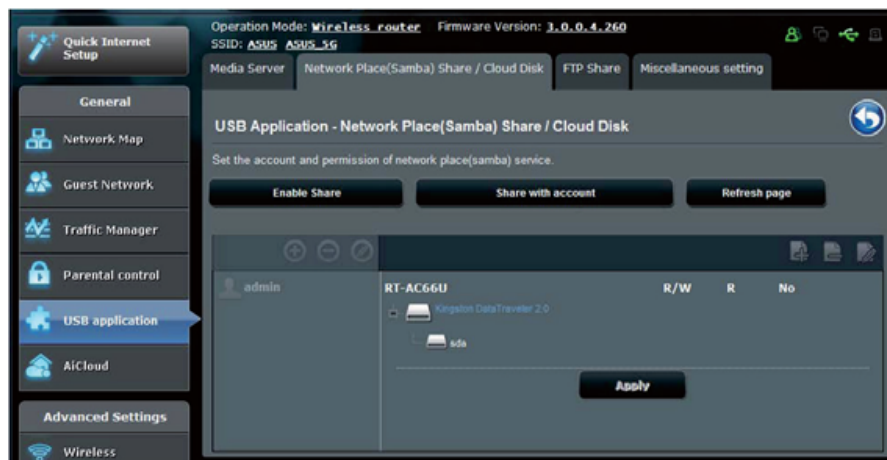 Quick Internet
Setup
Operation Mode: Wireless router Firmware Version: 3.0.0.4.260
SSID: ASUS ASUS_5G
Media Server Network Place(Samba) Share / Cloud Disk FTP Share Miscellaneous setting
General
Network Map
Guest Network
Traffic Manager
Parental control
USB application
AiCloud
Advanced Settings
Wireless
USB Application - Network Place(Samba) Share / Cloud Disk
Set the account and permission of network place(samba) service.
Enable Share Share with account Refresh page
admin
RT-AC66U R/W R No
Kingston DataTraveler 2.0
sda
Apply